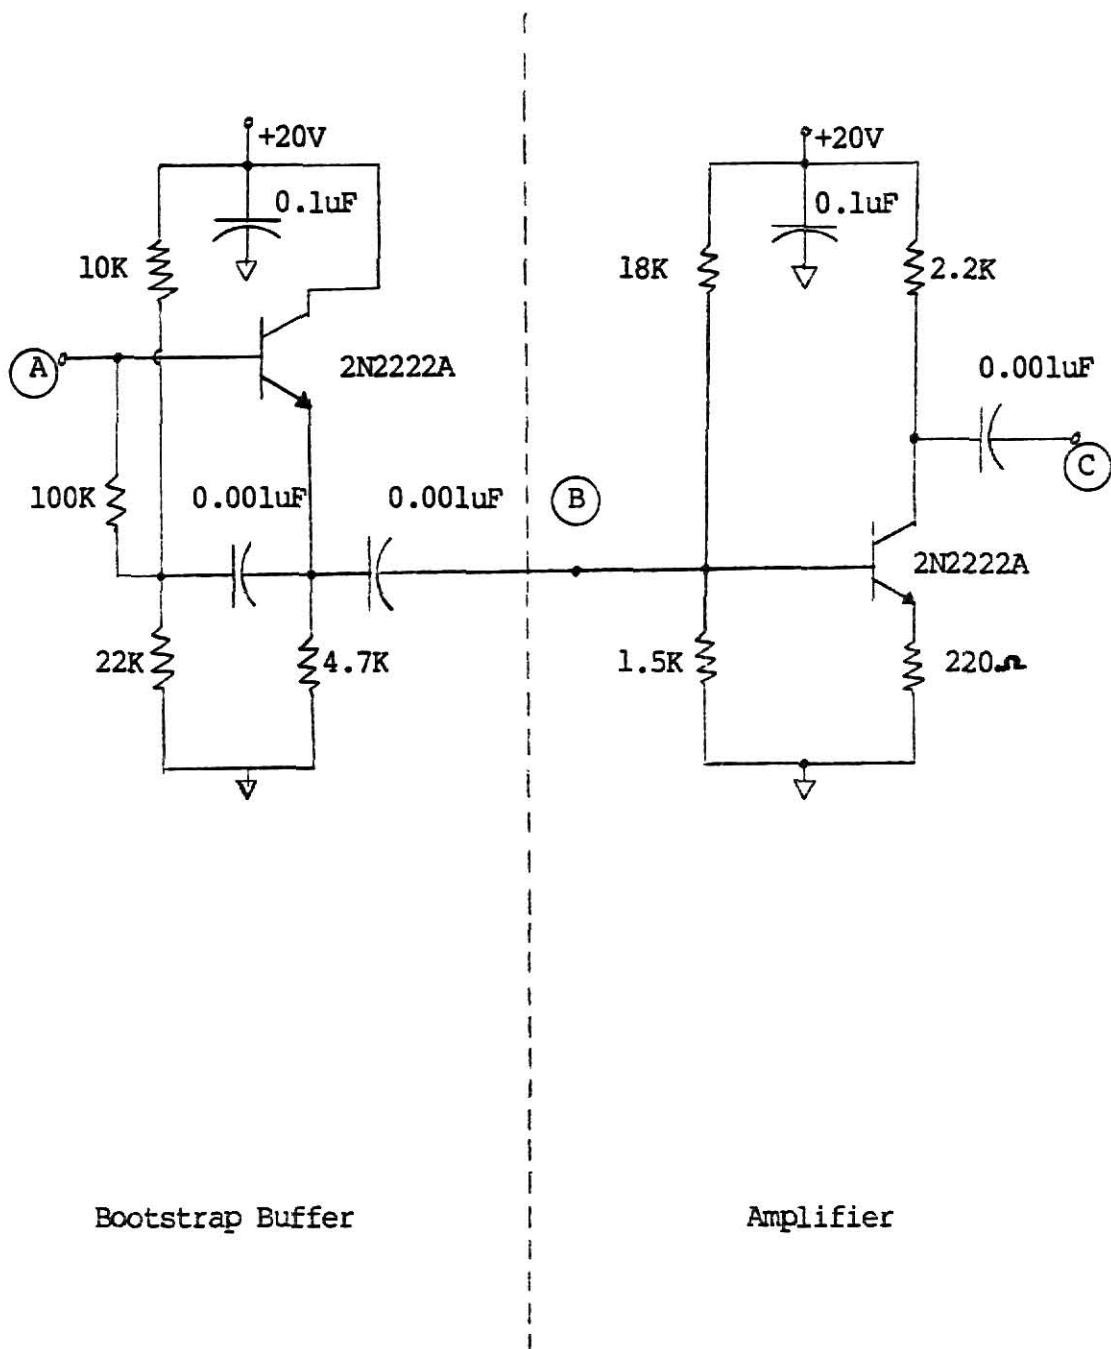 +20V
+20V
0.1uF
0.1uF
10K
18K
2.2K
A
2N2222A
0.001uF
C
100K
0.001uF
0.001uF
B
2N2222A
22K
4.7K
1.5K
220Ω
Bootstrap Buffer
Amplifier